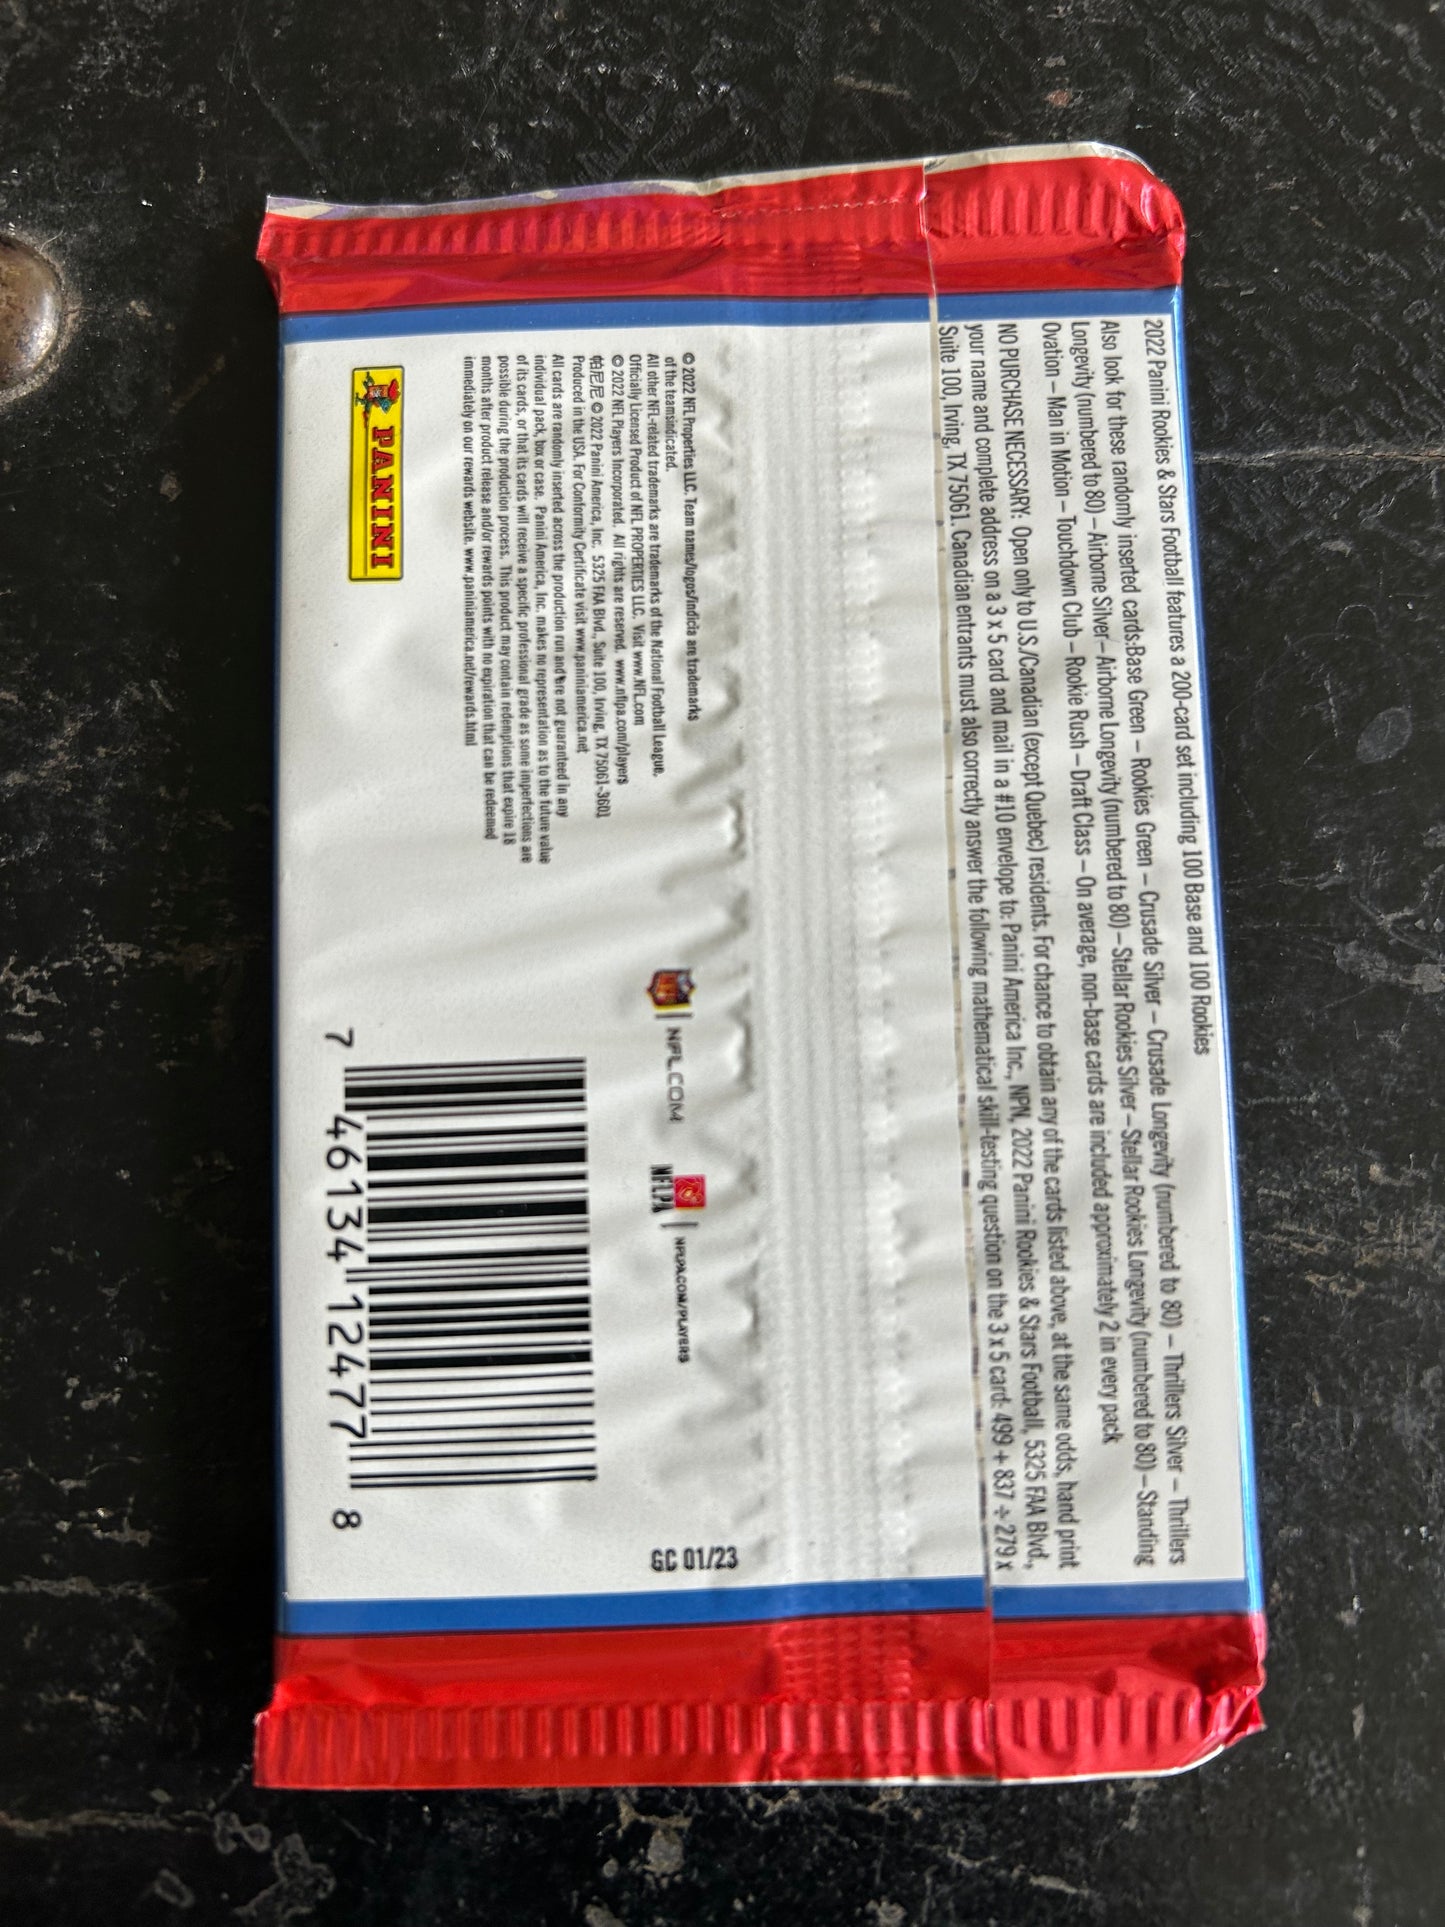 2022 Panini Rookies & Stars Football features a 200-card set including 100 Base and 100 Rookies
Also look for these randomly inserted cards:Base Green – Rookies Green – Crusade Silver – Crusade Longevity (numbered to 80) – Thrillers Silver – Thrillers
Longevity (numbered to 80) – Airborne Silver – Airborne Longevity (numbered to 80) – Stellar Rookies Silver – Stellar Rookies Longevity (numbered to 80) – Standing
Ovation – Man in Motion – Touchdown Club – Rookie Rush – Draft Class – On average, non-base cards are included approximately 2 in every pack
NO PURCHASE NECESSARY: Open only to U.S./Canadian (except Quebec) residents. For chance to obtain any of the cards listed above, at the same odds, hand print
your name and complete address on a 3 x 5 card and mail in a #10 envelope to: Panini America Inc., NPN, 2022 Panini Rookies & Stars Football, 5325 FAA Blvd.,
Suite 100, Irving, TX 75061. Canadian entrants must also correctly answer the following mathematical skill-testing question on the 3 x 5 card: 499 + 837 ÷ 279 x
© 2022 NFL Properties LLC. Team names/logos/indicia are trademarks
of the teamsindicated.
All other NFL-related trademarks are trademarks of the National Football League.
Officially Licensed Product of NFL PROPERTIES LLC. Visit www.NFL.com
© 2022 NFL Players Incorporated. All rights are reserved. www.nflpa.com/players
帕尼尼 © 2022 Panini America, Inc. 5325 FAA Blvd., Suite 100, Irving, TX 75061-3601
Produced in the USA. For Conformity Certificate visit www.paniniamerica.net
All cards are randomly inserted across the production run and are not guaranteed in any
individual pack, box or case. Panini America, Inc. makes no representation as to the future value
of its cards, or that its cards will receive a specific professional grade as some imperfections are
possible during the production process. This product may contain redemptions that expire 18
months after product release and/or rewards points with no expiration that can be redeemed
immediately on our rewards website. www.paniniamerica.net/rewards.html
PANINI
NFL
NFL.COM
NFLPA
NFLPA.COM/PLAYERS
GC 01/23
7 46134 12477 8